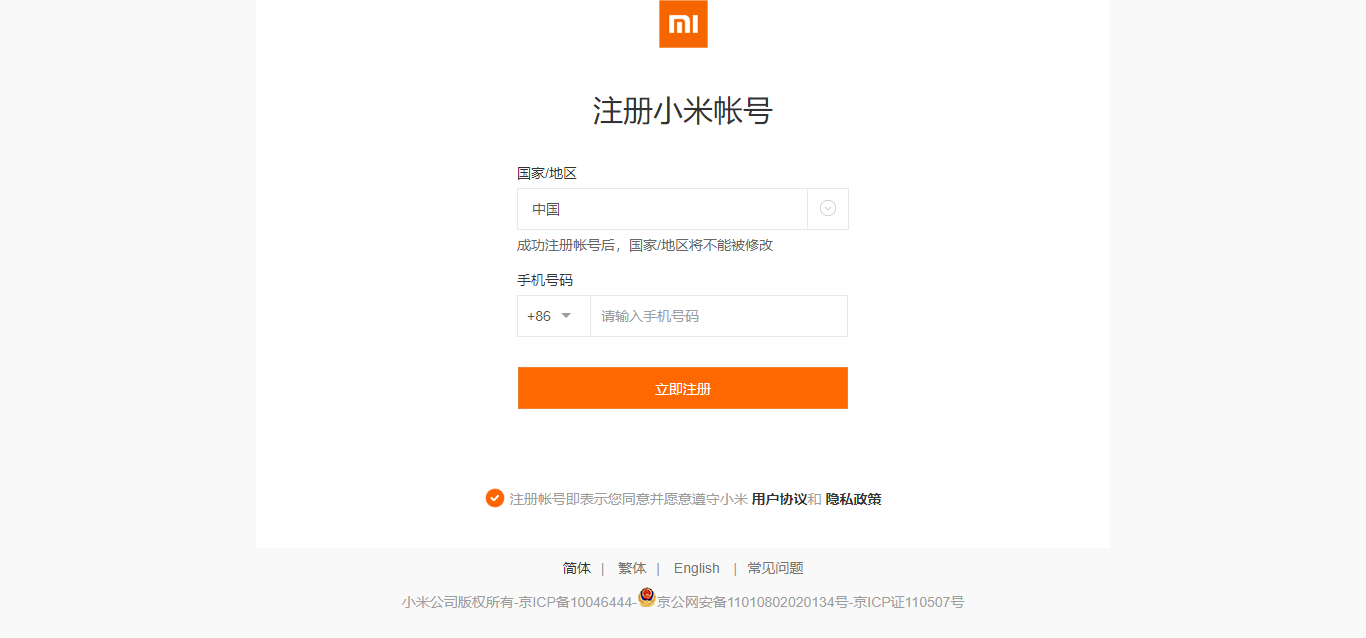 mi
注册小米帐号
国家/地区
中国
成功注册帐号后，国家/地区将不能被修改
手机号码
+86 请输入手机号码
立即注册
注册帐号即表示您同意并愿意遵守小米 用户协议和 隐私政策
简体 | 繁体 | English | 常见问题
小米公司版权所有-京ICP备10046444-京公网安备11010802020134号-京ICP证110507号